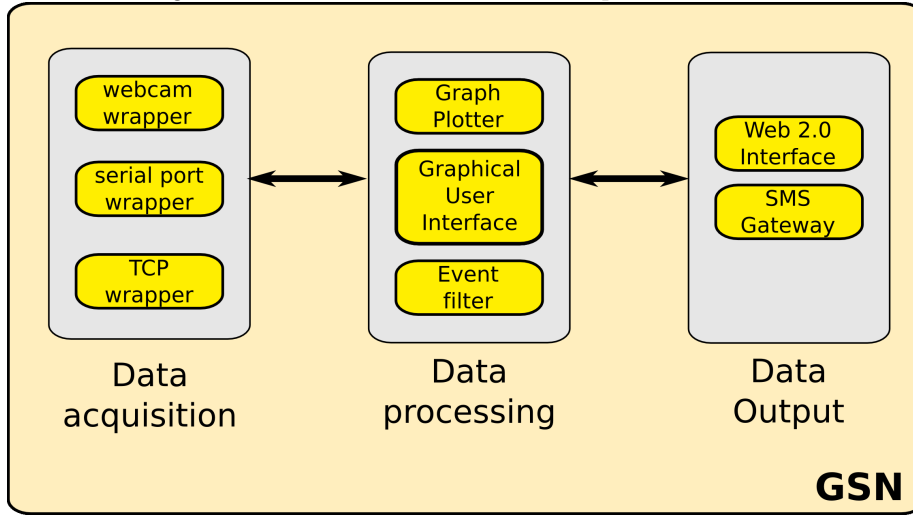 webcam
wrapper
serial port
wrapper
TCP
wrapper
Data
acquisition
Graph
Plotter
Graphical
User
Interface
Event
filter
Data
processing
Web 2.0
Interface
SMS
Gateway
Data
Output
GSN